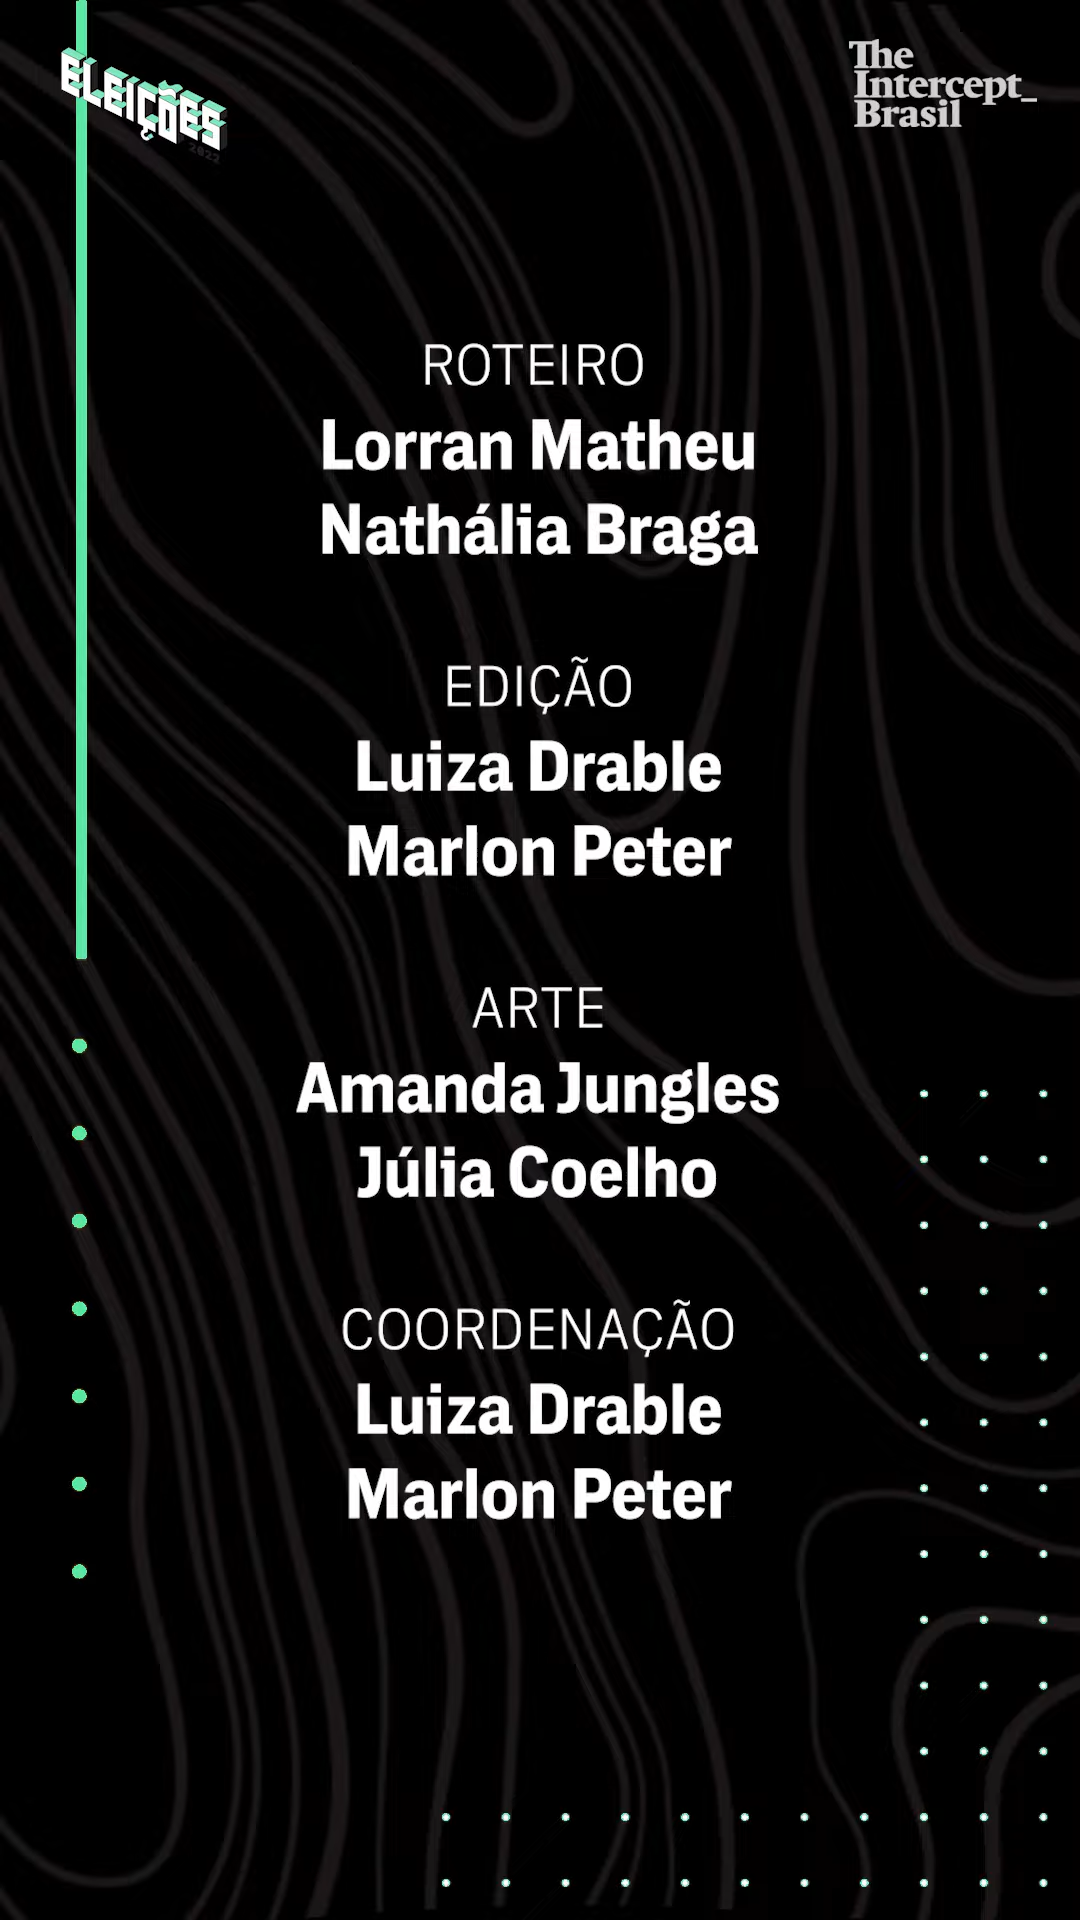 ELEIÇÕES
2022
The
Intercept_
Brasil
ROTEIRO
Lorran Matheu
Nathália Braga
EDIÇÃO
Luiza Drable
Marlon Peter
ARTE
Amanda Jungles
Júlia Coelho
COORDENAÇÃO
Luiza Drable
Marlon Peter